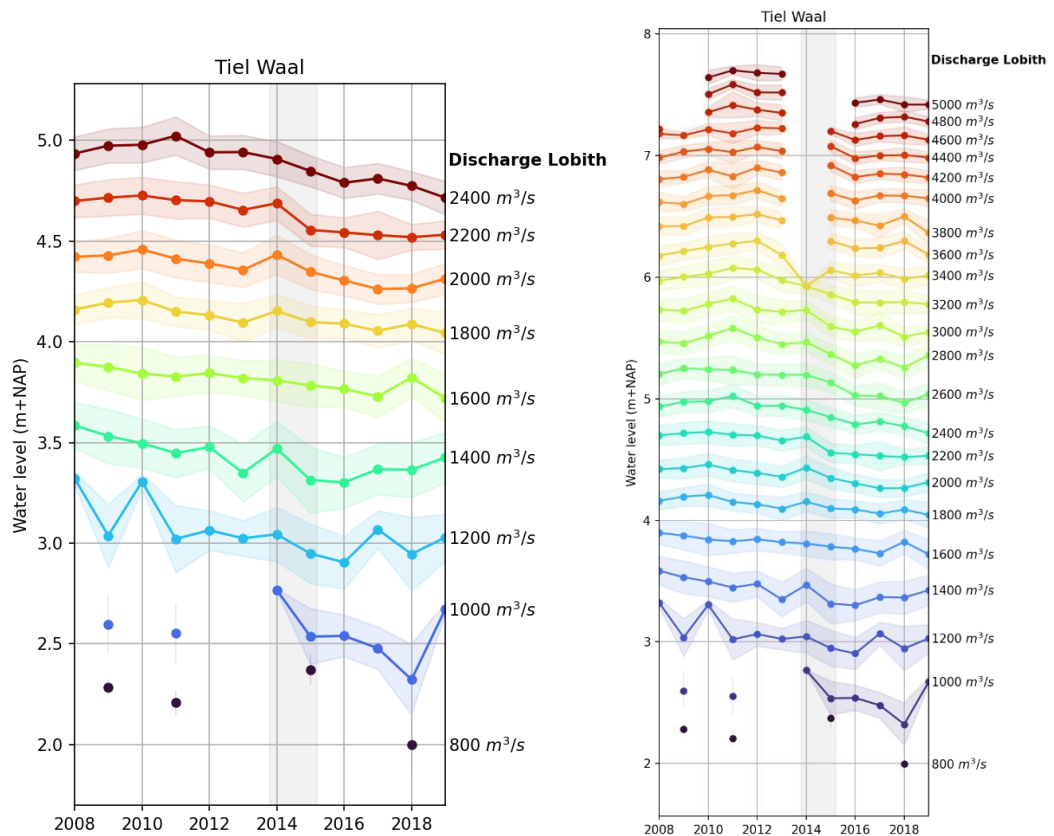 Tiel Waal
Water level (m+NAP)
5.0
4.5
4.0
3.5
3.0
2.5
2.0
2008 2010 2012 2014 2016 2018
Discharge Lobith
2400 m³/s
2200 m³/s
2000 m³/s
1800 m³/s
1600 m³/s
1400 m³/s
1200 m³/s
1000 m³/s
800 m³/s
Tiel Waal
Water level (m+NAP)
8
7
6
5
4
3
2
2008 2010 2012 2014 2016 2018
Discharge Lobith
5000 m³/s
4800 m³/s
4600 m³/s
4400 m³/s
4200 m³/s
4000 m³/s
3800 m³/s
3600 m³/s
3400 m³/s
3200 m³/s
3000 m³/s
2800 m³/s
2600 m³/s
2400 m³/s
2200 m³/s
2000 m³/s
1800 m³/s
1600 m³/s
1400 m³/s
1200 m³/s
1000 m³/s
800 m³/s